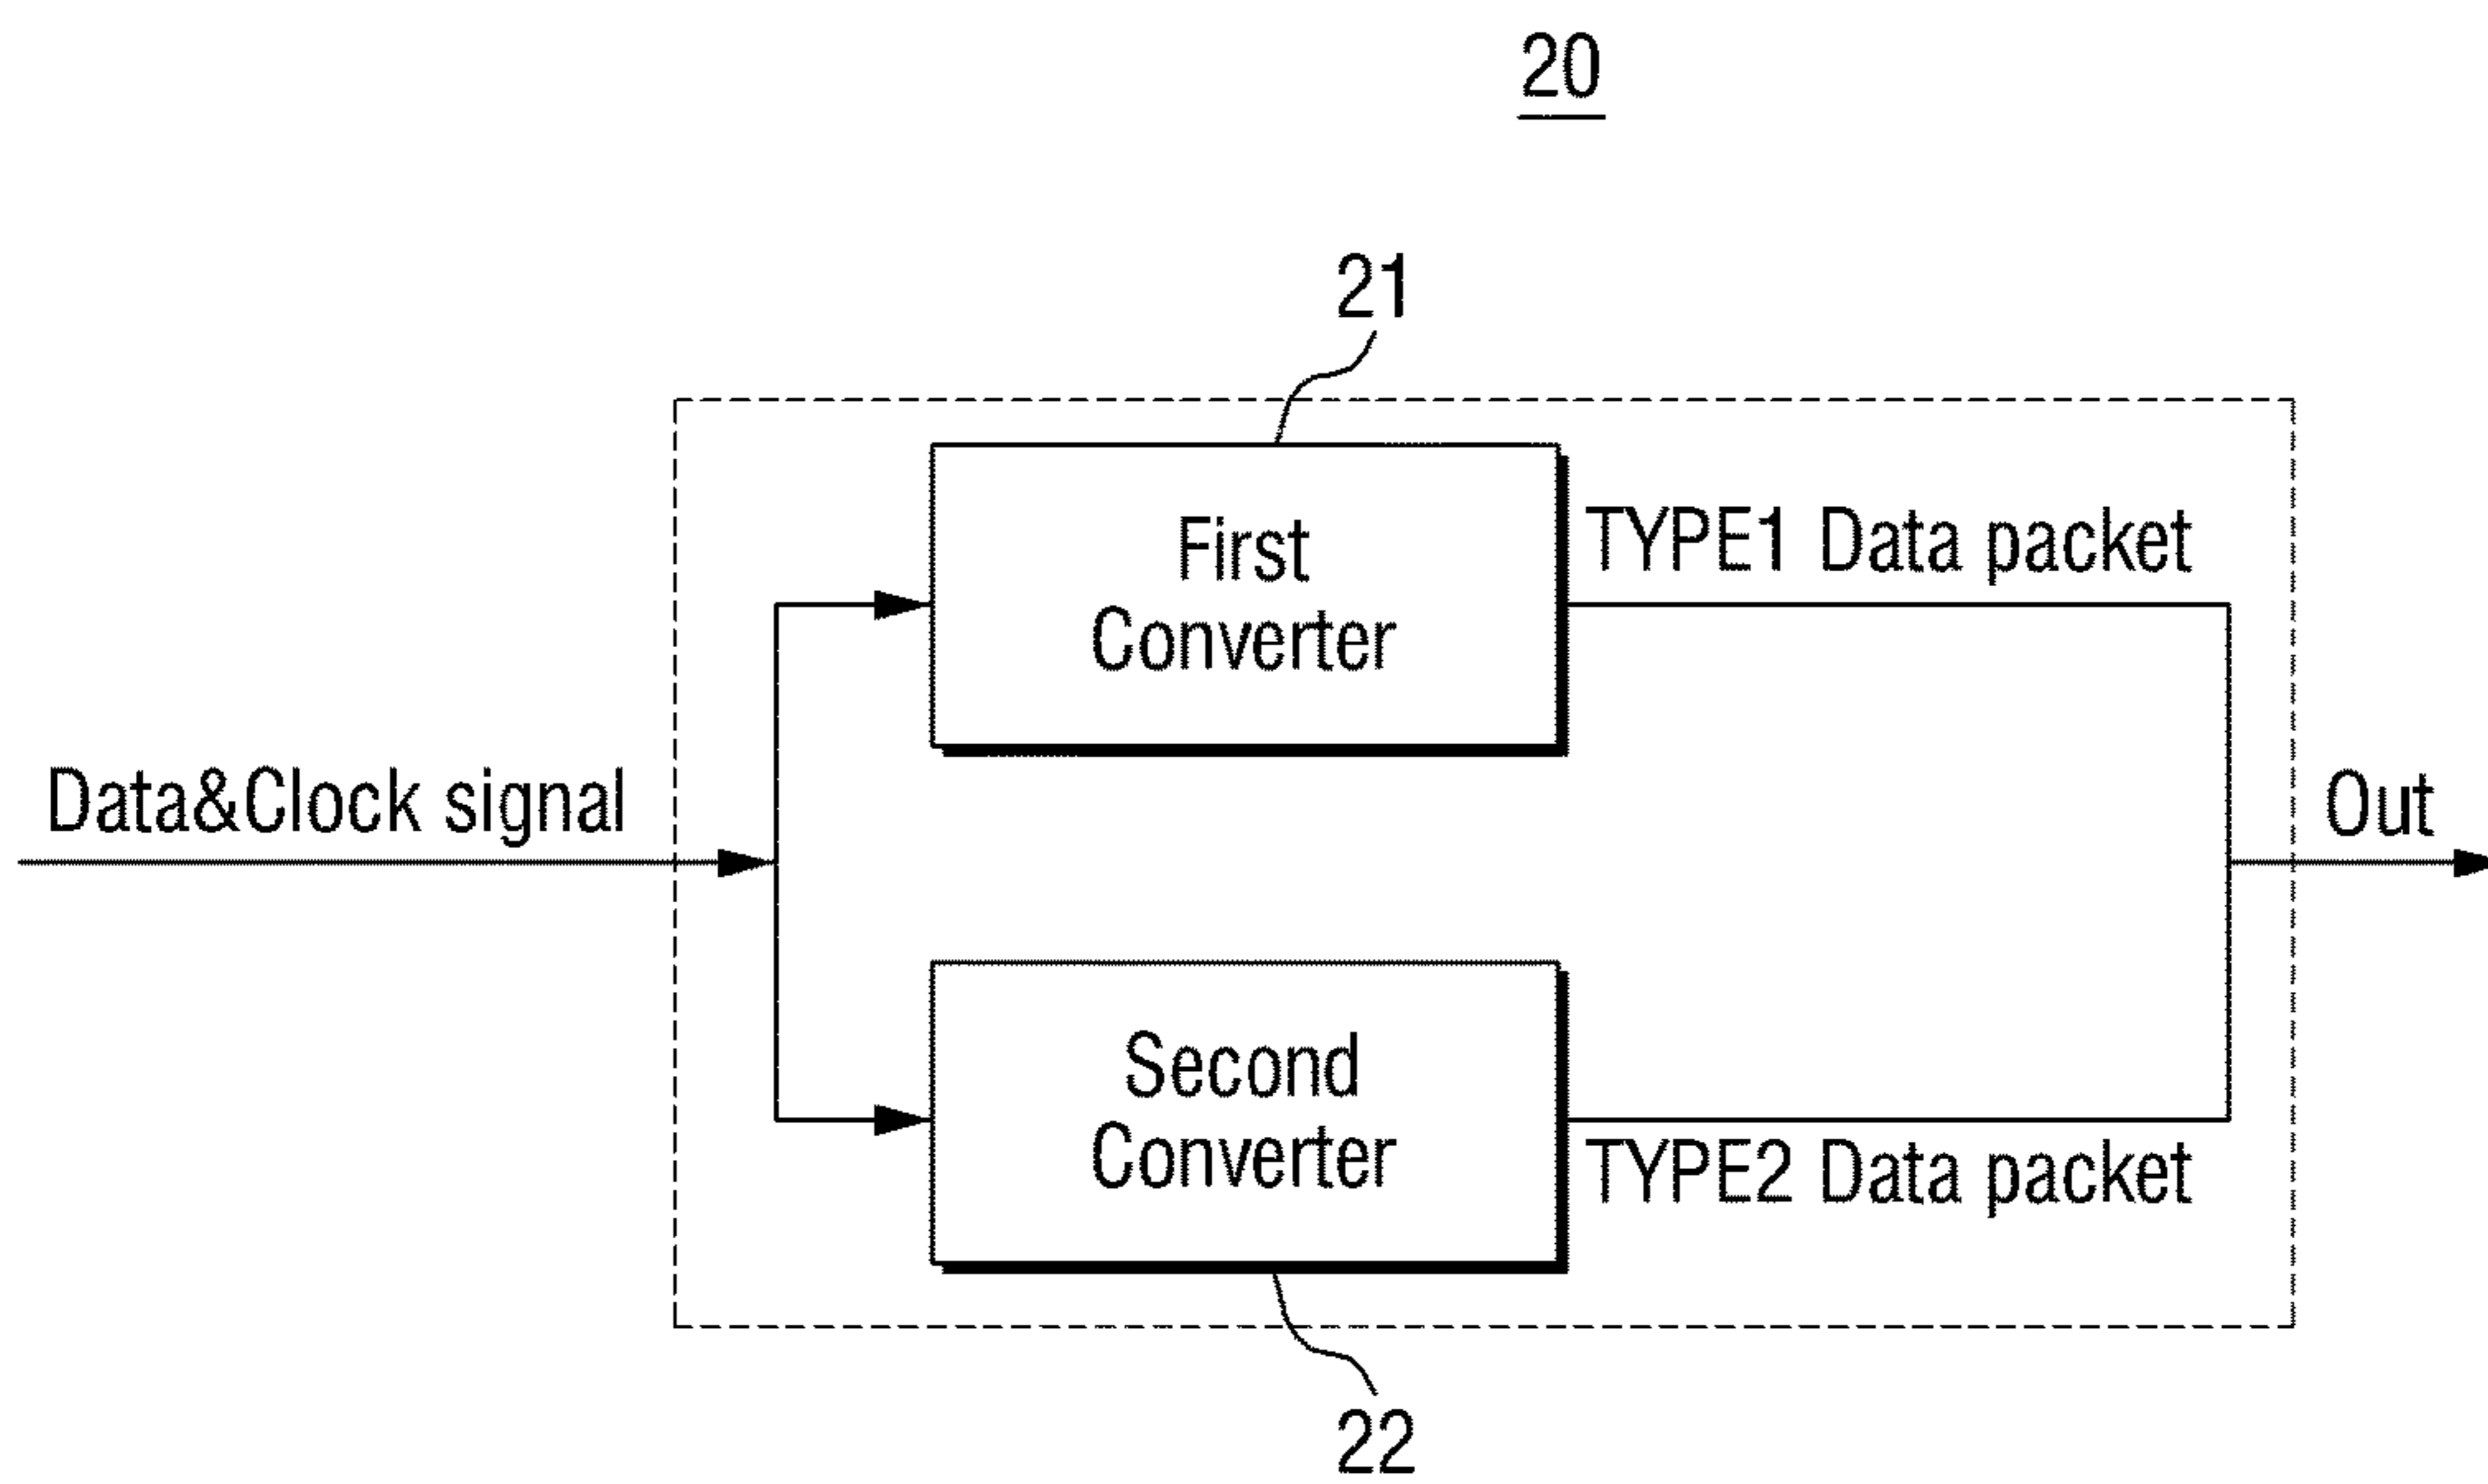 20
21
First
Converter
TYPE1 Data packet
Data&Clock signal
Out
Second
Converter
TYPE2 Data packet
22